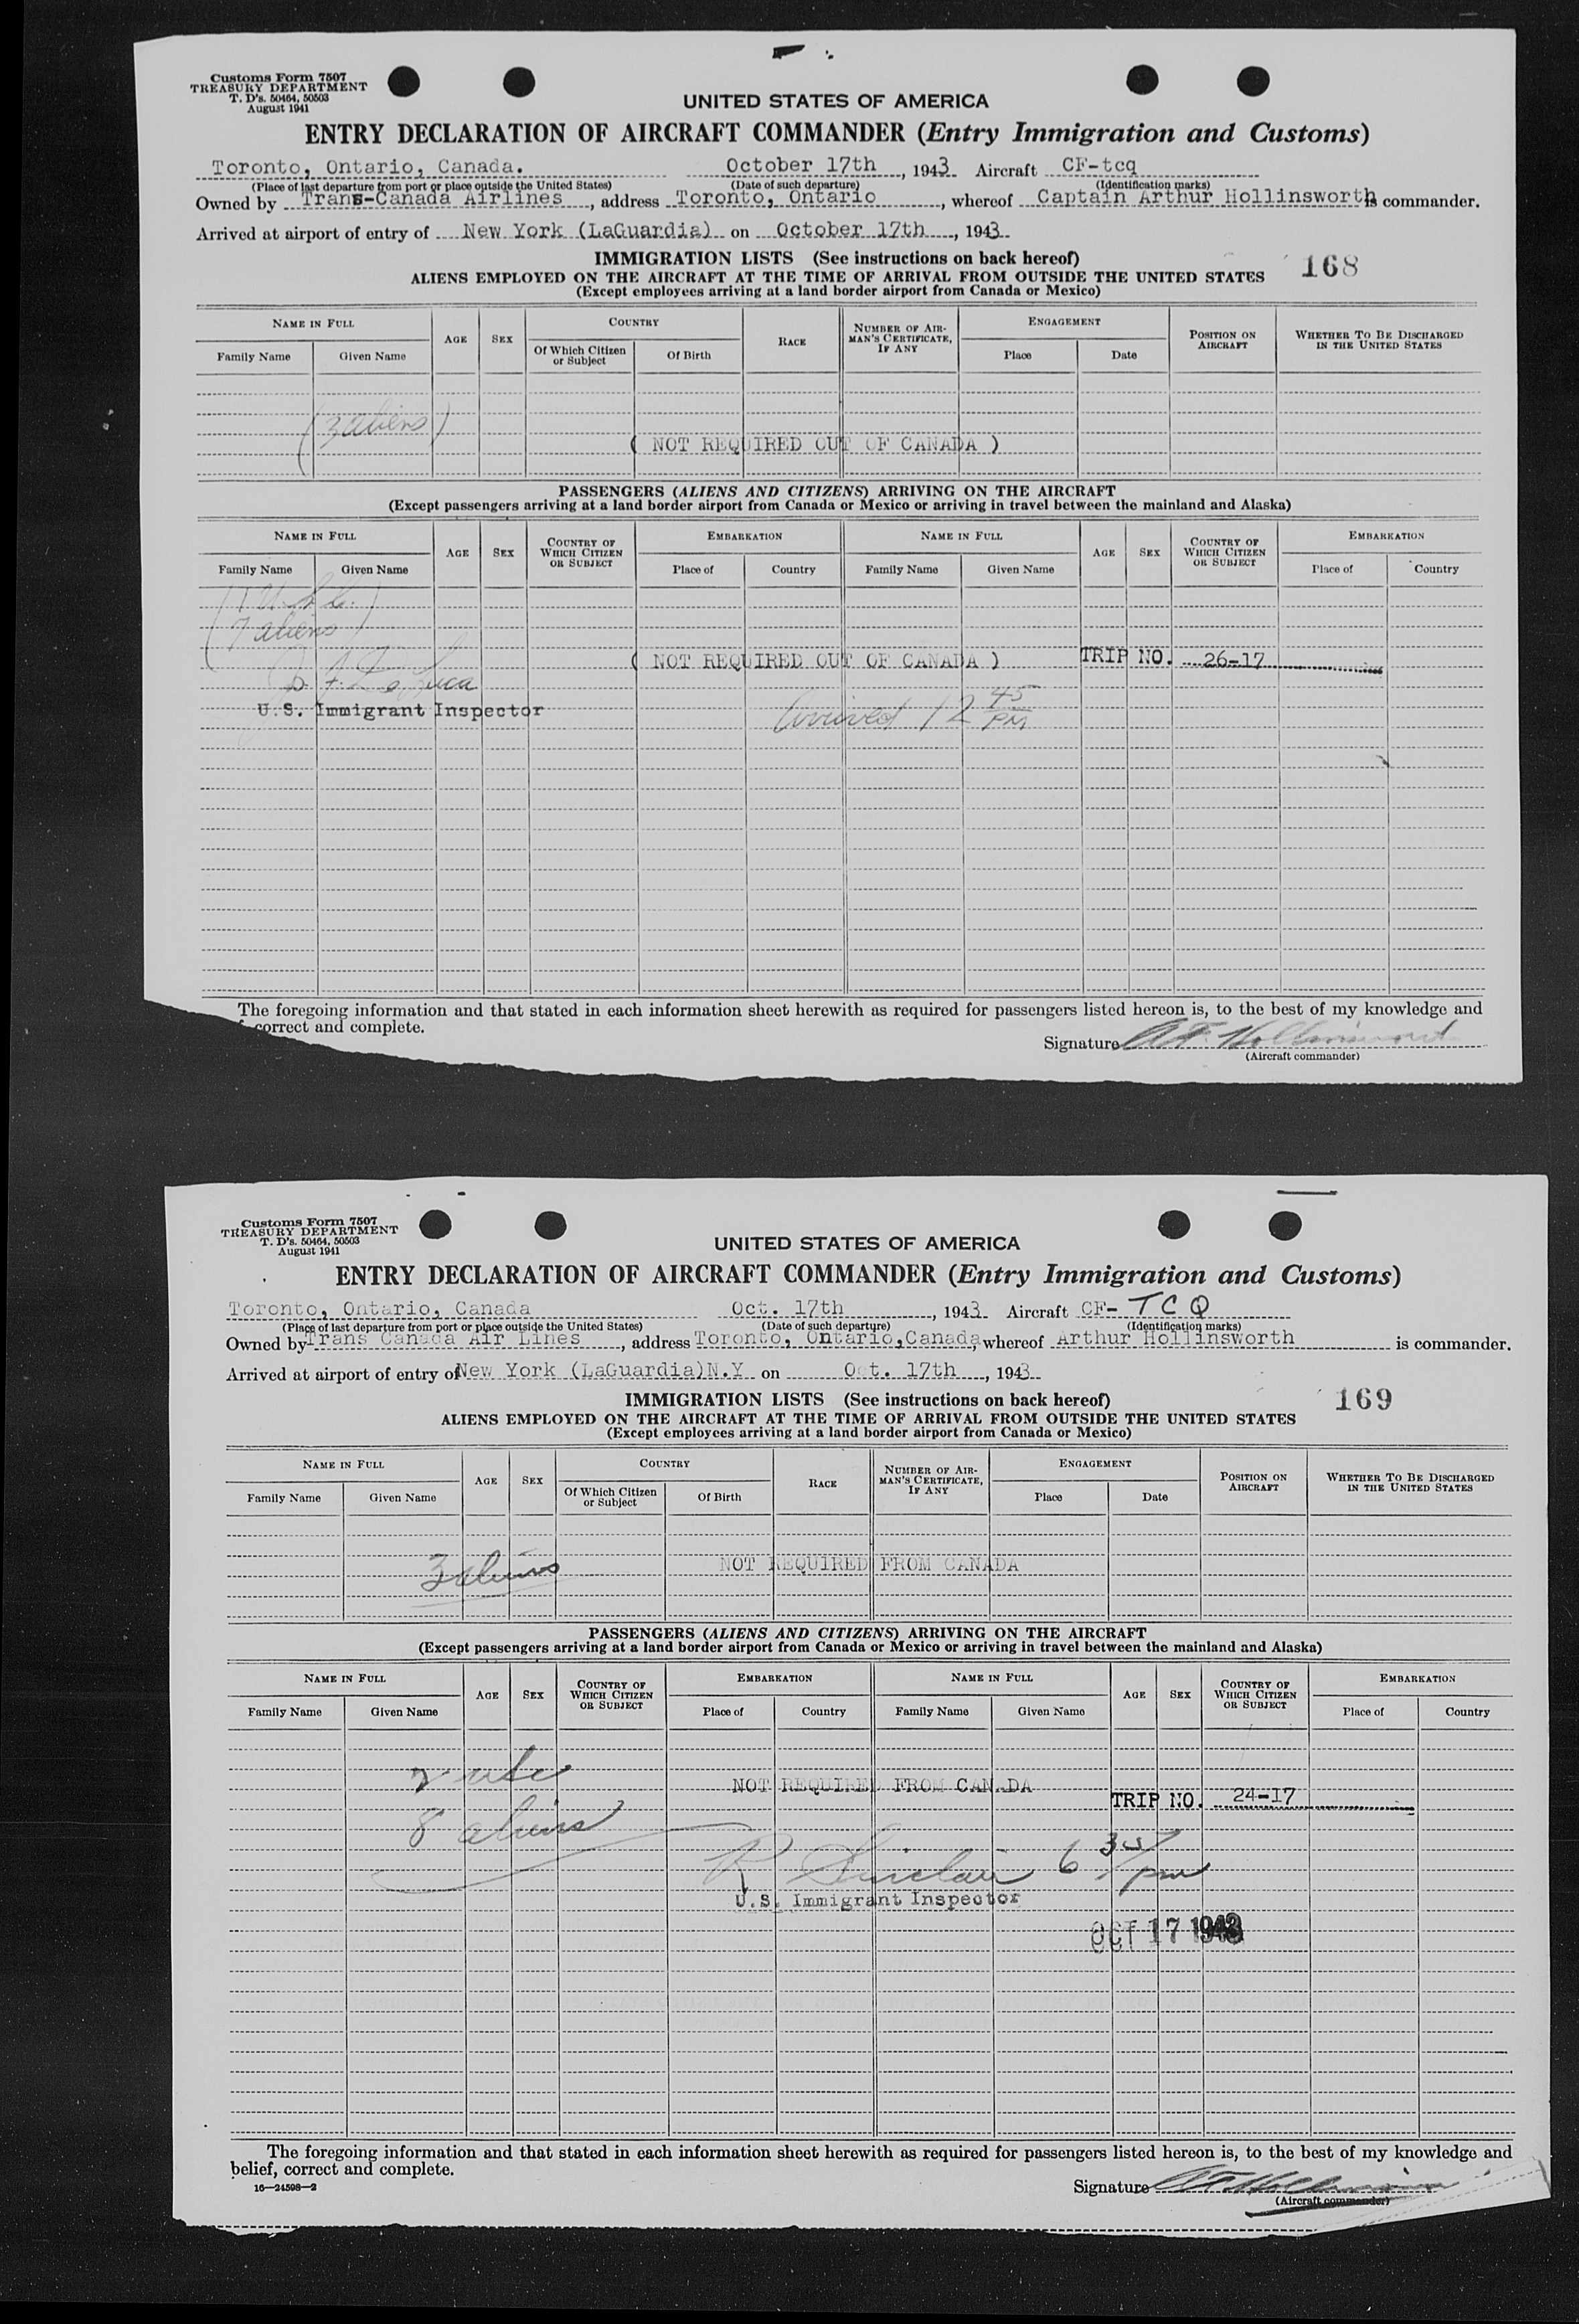 Customs Form 7507
TREASURY DEPARTMENT
T. D's. 50464, 50503
August 1941
UNITED STATES OF AMERICA
ENTRY DECLARATION OF AIRCRAFT COMMANDER (Entry Immigration and Customs)
Toronto, Ontario, Canada. October 17th, 1943 Aircraft CF-tcq
(Place of last departure from port or place outside the United States) (Date of such departure) (Identification marks)
Owned by Trans-Canada Airlines, address Toronto, Ontario, whereof Captain Arthur Hollinsworth is commander.
Arrived at airport of entry of New York (LaGuardia) on October 17th, 1943
IMMIGRATION LISTS (See instructions on back hereof)
168
ALIENS EMPLOYED ON THE AIRCRAFT AT THE TIME OF ARRIVAL FROM OUTSIDE THE UNITED STATES
(Except employees arriving at a land border airport from Canada or Mexico)
NAME IN FULL AGE SEX COUNTRY RACE NUMBER OF AIRMAN'S CERTIFICATE, IF ANY ENGAGEMENT POSITION ON AIRCRAFT WHETHER TO BE DISCHARGED IN THE UNITED STATES
Family Name Given Name Of Which Citizen or Subject Of Birth Place Date
(3 aliens)
( NOT REQUIRED OUT OF CANADA )
PASSENGERS (ALIENS AND CITIZENS) ARRIVING ON THE AIRCRAFT
(Except passengers arriving at a land border airport from Canada or Mexico or arriving in travel between the mainland and Alaska)
NAME IN FULL AGE SEX COUNTRY OF WHICH CITIZEN OR SUBJECT EMBARKATION NAME IN FULL AGE SEX COUNTRY OF WHICH CITIZEN OR SUBJECT EMBARKATION
Family Name Given Name Place of Country Family Name Given Name Place of Country
(1 U.S.C.)
7 aliens
( NOT REQUIRED OUT OF CANADA ) TRIP NO. 26-17
U.S. Immigrant Inspector
Arrived 12 45 PM
The foregoing information and that stated in each information sheet herewith as required for passengers listed hereon is, to the best of my knowledge and
correct and complete.
Signature A F Hollinsworth
(Aircraft commander)
Customs Form 7507
TREASURY DEPARTMENT
T. D's. 50464, 50503
August 1941
UNITED STATES OF AMERICA
ENTRY DECLARATION OF AIRCRAFT COMMANDER (Entry Immigration and Customs)
Toronto, Ontario, Canada Oct. 17th, 1943 Aircraft CF-TCQ
(Place of last departure from port or place outside the United States) (Date of such departure) (Identification marks)
Owned by Trans Canada Air Lines, address Toronto, Ontario, Canada, whereof Arthur Hollinsworth is commander.
Arrived at airport of entry of New York (LaGuardia) N.Y on Oct. 17th, 1943
IMMIGRATION LISTS (See instructions on back hereof)
169
ALIENS EMPLOYED ON THE AIRCRAFT AT THE TIME OF ARRIVAL FROM OUTSIDE THE UNITED STATES
(Except employees arriving at a land border airport from Canada or Mexico)
NAME IN FULL AGE SEX COUNTRY RACE NUMBER OF AIRMAN'S CERTIFICATE, IF ANY ENGAGEMENT POSITION ON AIRCRAFT WHETHER TO BE DISCHARGED IN THE UNITED STATES
Family Name Given Name Of Which Citizen or Subject Of Birth Place Date
3 aliens
NOT REQUIRED FROM CANADA
PASSENGERS (ALIENS AND CITIZENS) ARRIVING ON THE AIRCRAFT
(Except passengers arriving at a land border airport from Canada or Mexico or arriving in travel between the mainland and Alaska)
NAME IN FULL AGE SEX COUNTRY OF WHICH CITIZEN OR SUBJECT EMBARKATION NAME IN FULL AGE SEX COUNTRY OF WHICH CITIZEN OR SUBJECT EMBARKATION
Family Name Given Name Place of Country Family Name Given Name Place of Country
2 usc
NOT REQUIRED FROM CANADA
TRIP NO. 24-17
8 aliens
R Sinclair 6 35 pm
U.S. Immigrant Inspector
OCT 17 1943
The foregoing information and that stated in each information sheet herewith as required for passengers listed hereon is, to the best of my knowledge and
belief, correct and complete.
16—24598—2
Signature A F Hollinsworth
(Aircraft commander)